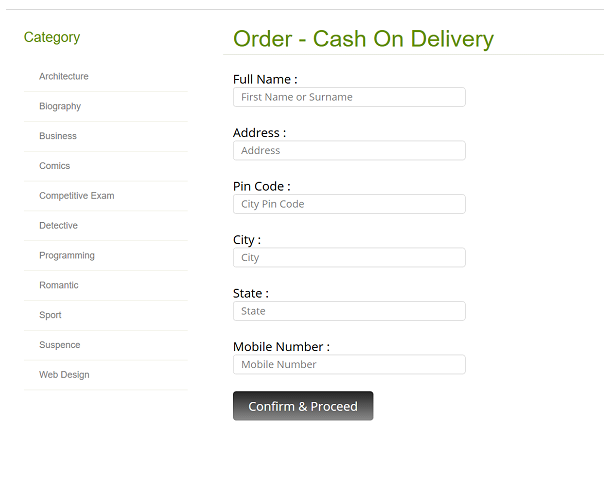 Category
Architecture
Biography
Business
Comics
Competitive Exam
Detective
Programming
Romantic
Sport
Suspence
Web Design
Order - Cash On Delivery
Full Name :
First Name or Surname
Address :
Address
Pin Code :
City Pin Code
City :
City
State :
State
Mobile Number :
Mobile Number
Confirm & Proceed